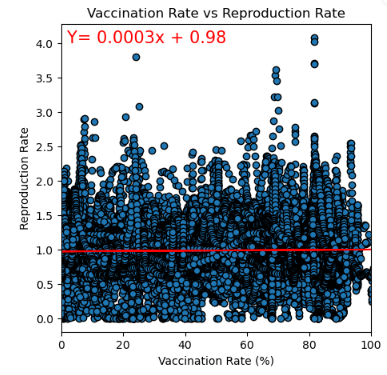 Vaccination Rate vs Reproduction Rate
Y= 0.0003x + 0.98
4.0
3.5
3.0
2.5
2.0
1.5
1.0
0.5
0.0
Reproduction Rate
0 20 40 60 80 100
Vaccination Rate (%)